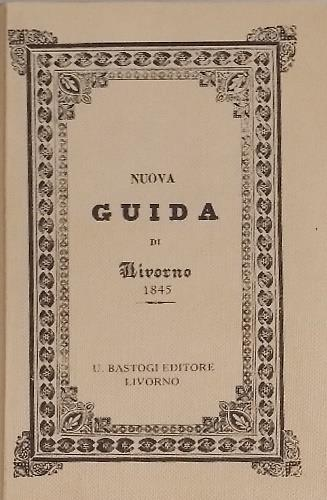 NUOVA
GUIDA
DI
Livorno
1845
U. BASTOGI EDITORE
LIVORNO